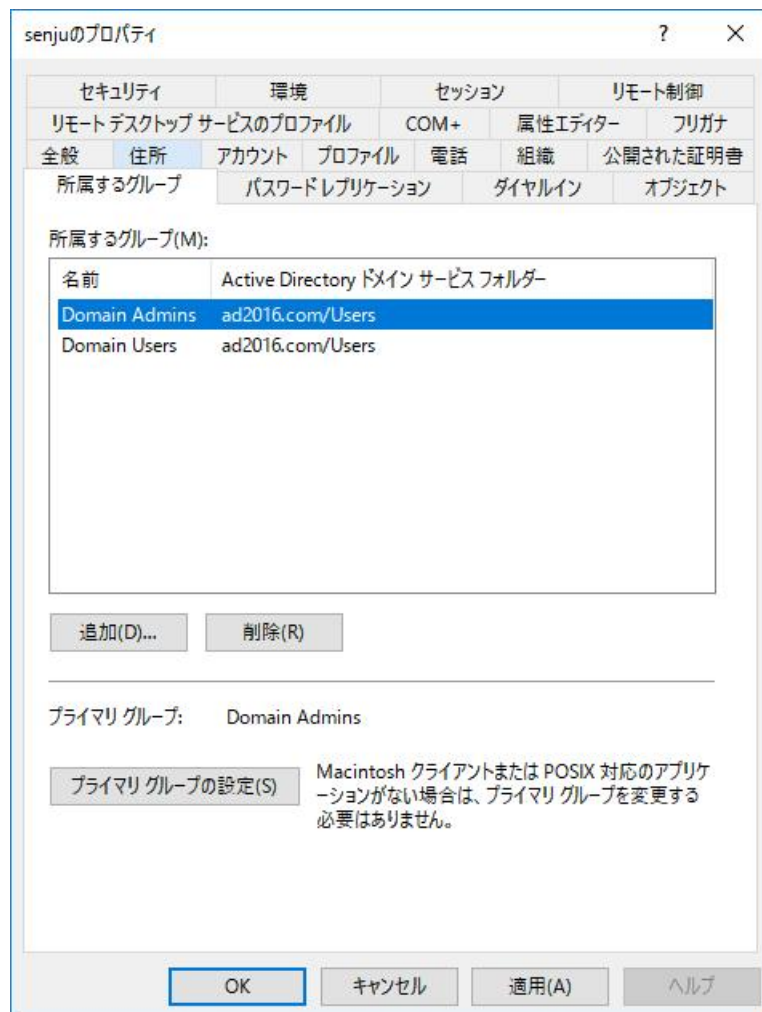 senjuのプロパティ
?
セキュリティ 環境 セッション リモート制御
リモート デスクトップ サービスのプロファイル COM+ 属性エディター フリガナ
全般 住所 アカウント プロファイル 電話 組織 公開された証明書
所属するグループ パスワード レプリケーション ダイヤルイン オブジェクト
所属するグループ(M):
名前 Active Directory ドメイン サービス フォルダー
Domain Admins ad2016.com/Users
Domain Users ad2016.com/Users
追加(D)... 削除(R)
プライマリ グループ: Domain Admins
プライマリ グループの設定(S)
Macintosh クライアントまたは POSIX 対応のアプリケ
ーションがない場合は、プライマリ グループを変更する
必要はありません。
OK キャンセル 適用(A) ヘルプ